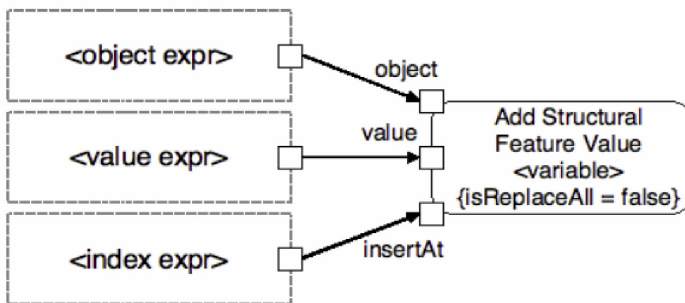 <object expr>
object
<value expr>
value
<index expr>
insertAt
Add Structural
Feature Value
<variable>
{isReplaceAll = false}